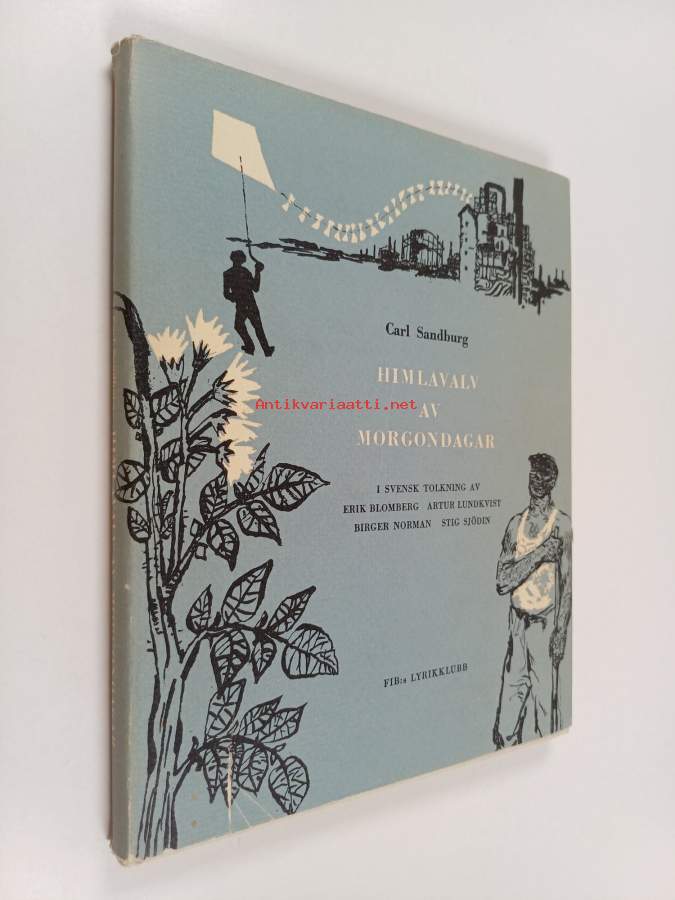 Carl Sandburg
HIMLAVALV
Antikvariaatti.net
AV
MORGONDAGAR
I SVENSK TOLKNING AV
ERIK BLOMBERG ARTUR LUNDKVIST
BIRGER NORMAN STIG SJÖDIN
FIB:s LYRIKKLUBB